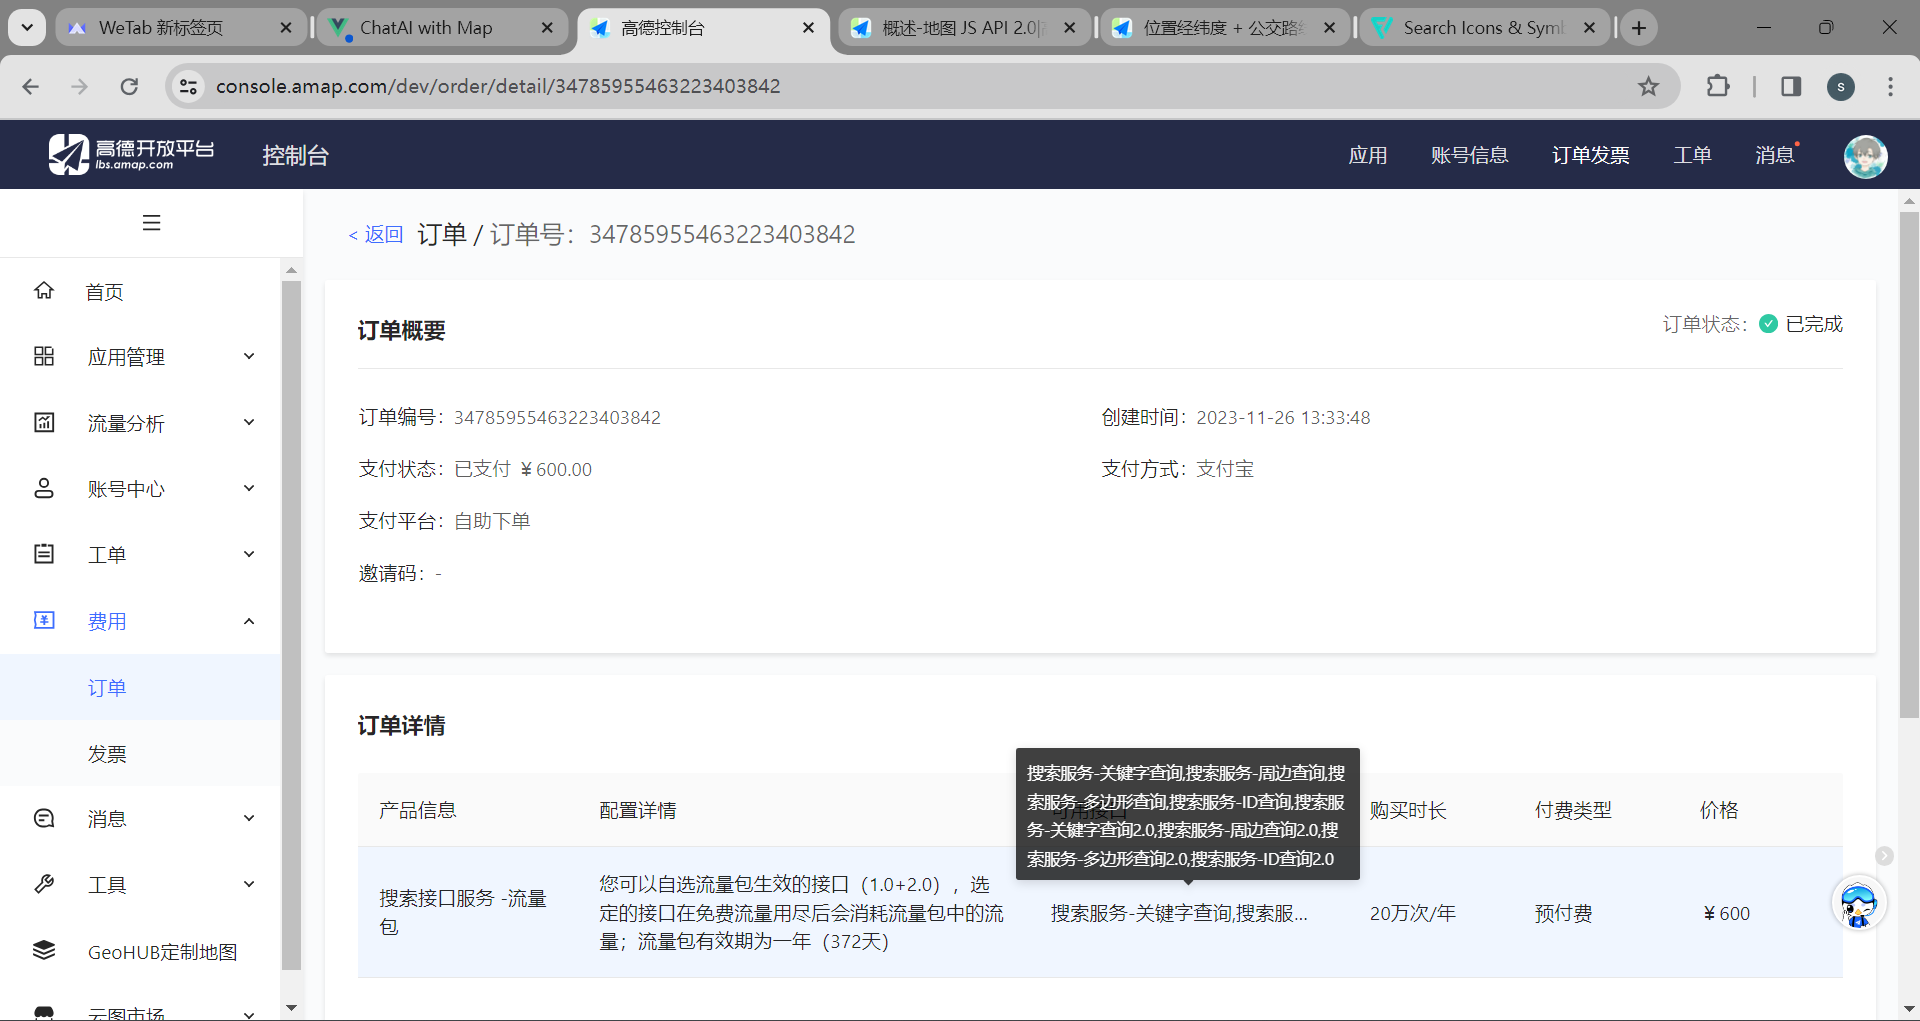 WeTab 新标签页
ChatAI with Map
高德控制台
概述-地图 JS API 2.0|
位置经纬度 + 公交路
Search Icons & Symb
console.amap.com/dev/order/detail/34785955463223403842
s
高德开放平台
lbs.amap.com
控制台
应用
账号信息
订单发票
工单
消息
< 返回
订单 / 订单号：34785955463223403842
首页
应用管理
流量分析
账号中心
工单
费用
订单
发票
消息
工具
GeoHUB定制地图
云图市场
订单概要
订单状态：
已完成
订单编号：34785955463223403842
创建时间：2023-11-26 13:33:48
支付状态：已支付 ￥600.00
支付方式：支付宝
支付平台：自助下单
邀请码：-
订单详情
搜索服务-关键字查询,搜索服务-周边查询,搜
索服务-多边形查询,搜索服务-ID查询,搜索服
务-关键字查询2.0,搜索服务-周边查询2.0,搜
索服务-多边形查询2.0,搜索服务-ID查询2.0
产品信息
配置详情
可用接口
购买时长
付费类型
价格
搜索接口服务 -流量
包
您可以自选流量包生效的接口（1.0+2.0），选
定的接口在免费流量用尽后会消耗流量包中的流
量；流量包有效期为一年（372天）
搜索服务-关键字查询,搜索服...
20万次/年
预付费
￥600